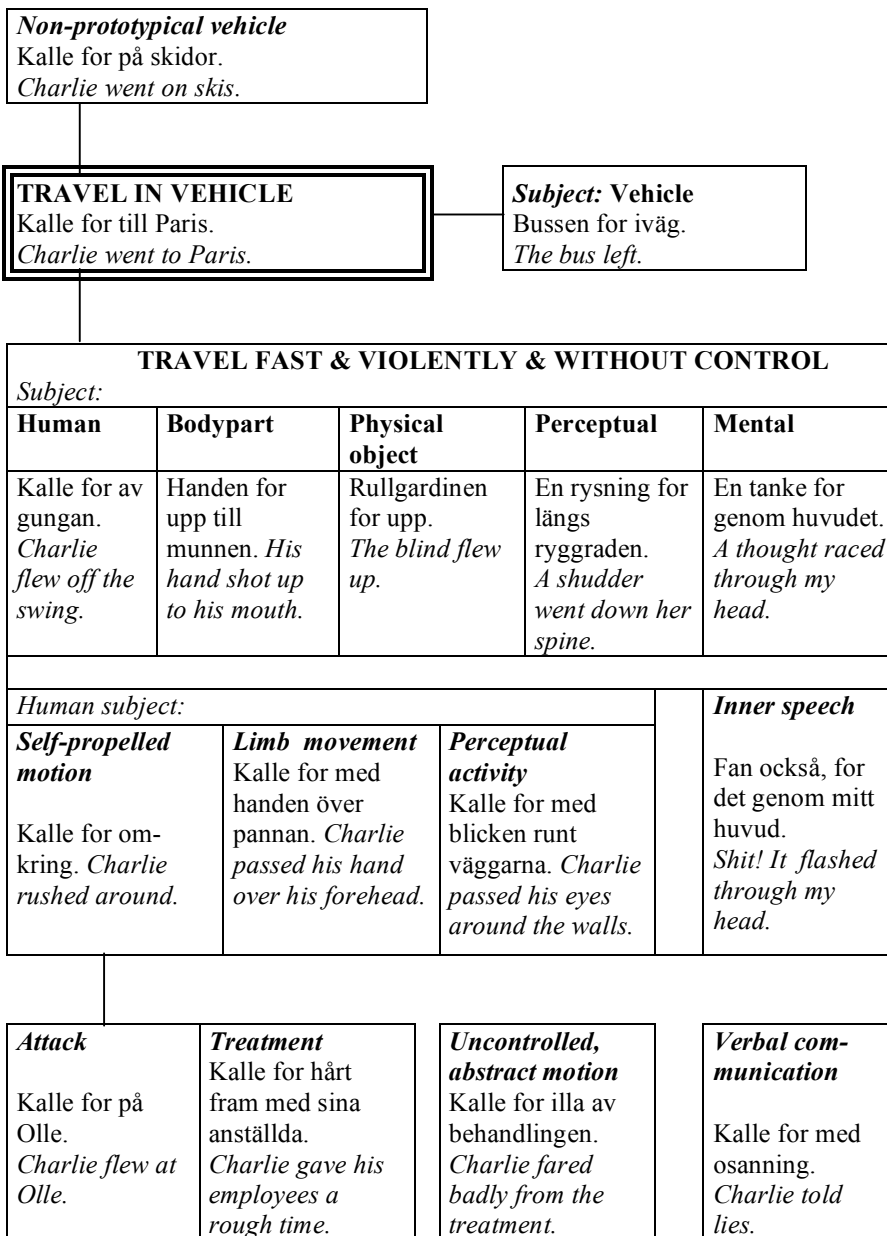 Non-prototypical vehicle
Kalle for på skidor.
Charlie went on skis.
TRAVEL IN VEHICLE
Kalle for till Paris.
Charlie went to Paris.
Subject: Vehicle
Bussen for iväg.
The bus left.
TRAVEL FAST & VIOLENTLY & WITHOUT CONTROL
Subject:
Human
Bodypart
Physical
object
Perceptual
Mental
Kalle for av
gungan.
Charlie
flew off the
swing.
Handen for
upp till
munnen. His
hand shot up
to his mouth.
Rullgardinen
for upp.
The blind flew
up.
En rysning for
längs
ryggraden.
A shudder
went down her
spine.
En tanke for
genom huvudet.
A thought raced
through my
head.
Human subject:
Self-propelled
motion
Kalle for om-
kring. Charlie
rushed around.
Limb movement
Kalle for med
handen över
pannan. Charlie
passed his hand
over his forehead.
Perceptual
activity
Kalle for med
blicken runt
väggarna. Charlie
passed his eyes
around the walls.
Inner speech
Fan också, for
det genom mitt
huvud.
Shit! It flashed
through my
head.
Attack
Kalle for på
Olle.
Charlie flew at
Olle.
Treatment
Kalle for hårt
fram med sina
anställda.
Charlie gave his
employees a
rough time.
Uncontrolled,
abstract motion
Kalle for illa av
behandlingen.
Charlie fared
badly from the
treatment.
Verbal com-
munication
Kalle for med
osanning.
Charlie told
lies.